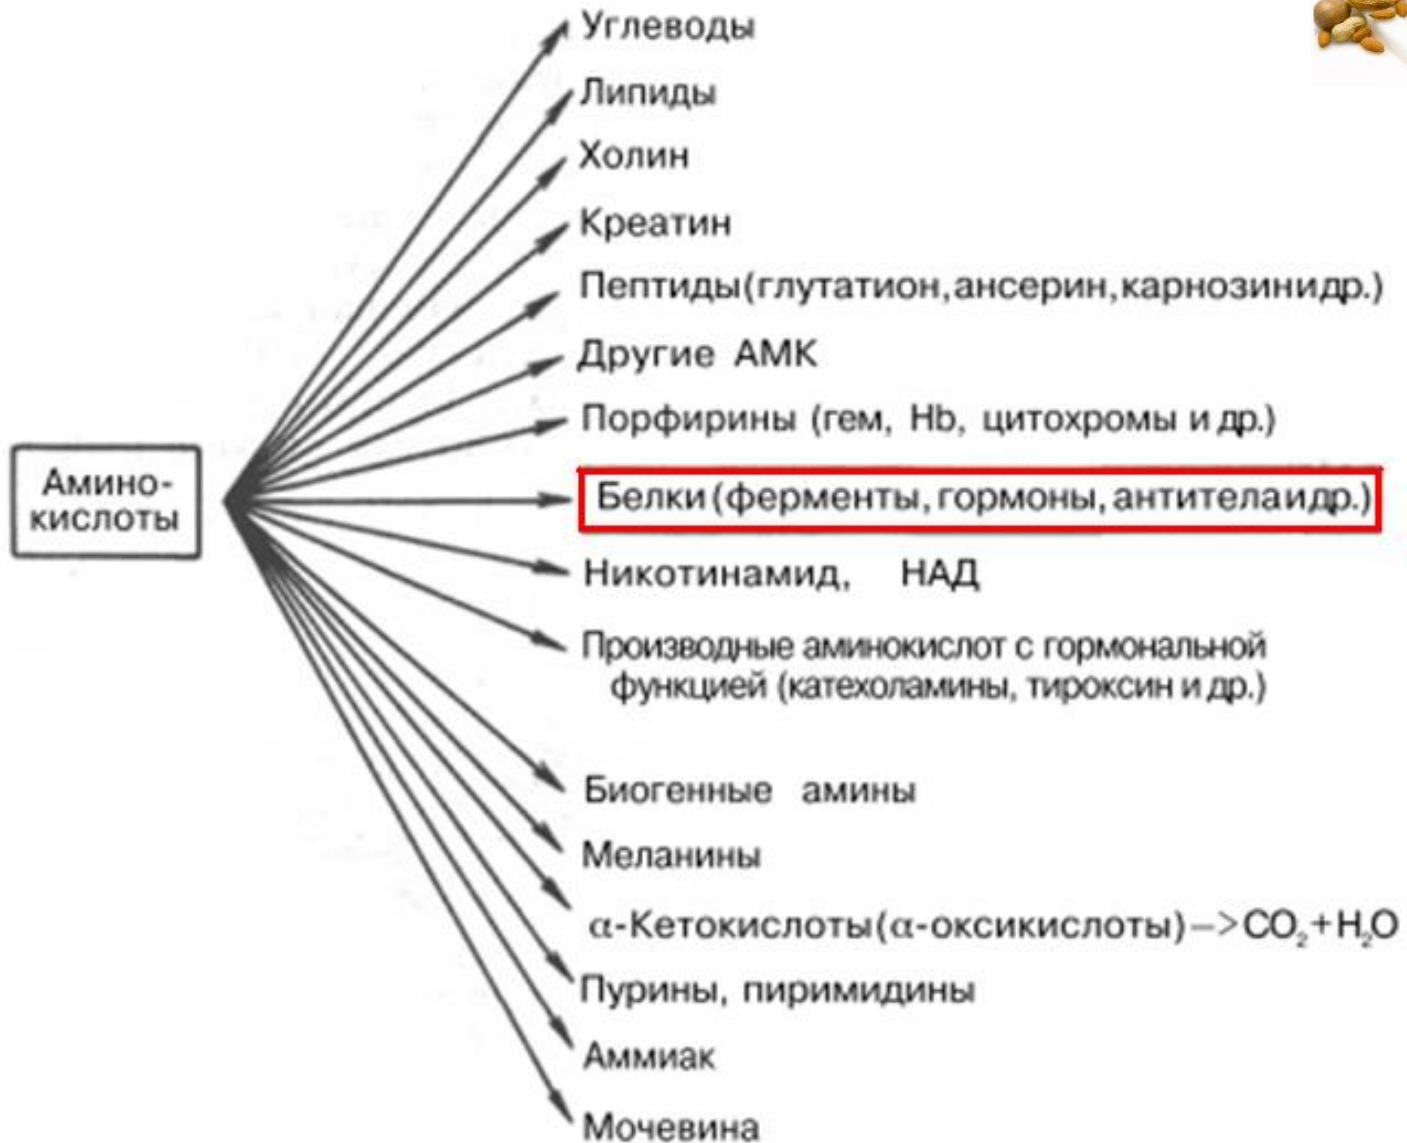 Углеводы
Липиды
Холин
Креатин
Пептиды(глутатион,ансерин,карнозинидр.)
Другие АМК
Порфирины (гем, Hb, цитохромы и др.)
Амино-
кислоты
Белки(ферменты,гормоны,антителаидр.)
Никотинамид, НАД
Производные аминокислот с гормональной
функцией (катехоламины, тироксин и др.)
Биогенные амины
Меланины
α-Кетокислоты(α-оксикислоты)–>CO₂+H₂O
Пурины, пиримидины
Аммиак
Мочевина